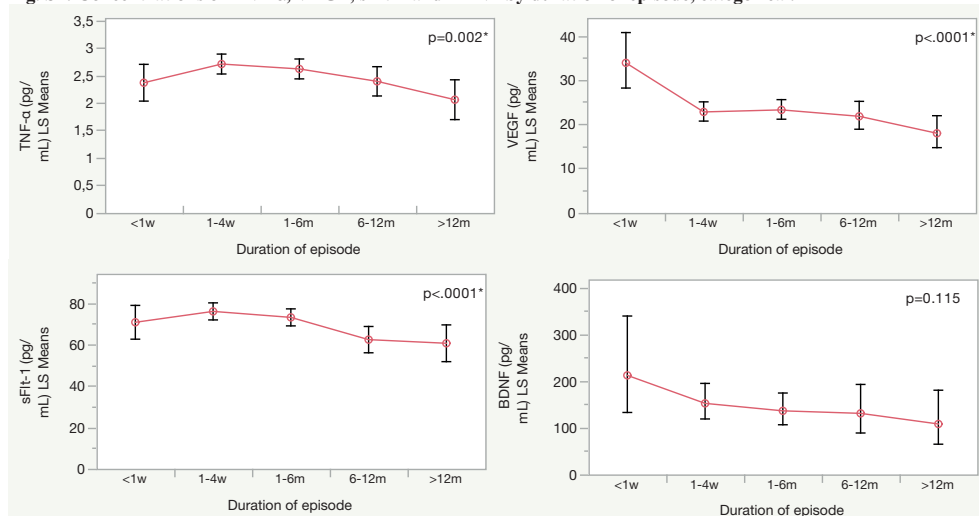 3,5
3
2,5
2
1,5
1
0,5
0
TNF-α (pg/
mL) LS Means
p=0.002*
<1w 1-4w 1-6m 6-12m >12m
Duration of episode
40
30
20
10
0
VEGF (pg/
mL) LS Means
p<.0001*
<1w 1-4w 1-6m 6-12m >12m
Duration of episode
80
60
40
20
0
sFlt-1 (pg/
mL) LS Means
p<.0001*
<1w 1-4w 1-6m 6-12m >12m
Duration of episode
400
300
200
100
0
BDNF (pg/
mL) LS Means
p=0.115
<1w 1-4w 1-6m 6-12m >12m
Duration of episode